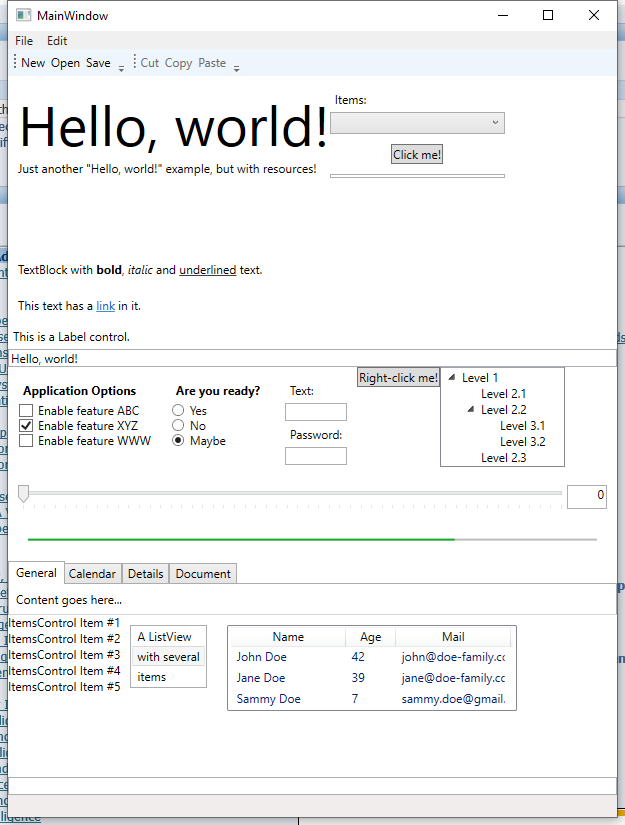 MainWindow
File Edit
New Open Save Cut Copy Paste
Items:
Hello, world!
Click me!
Just another "Hello, world!" example, but with resources!
TextBlock with bold, italic and underlined text.
This text has a link in it.
This is a Label control.
Hello, world!
Application Options
Enable feature ABC
Enable feature XYZ
Enable feature WWW
Are you ready?
Yes
No
Maybe
Text:
Password:
Right-click me!
Level 1
Level 2.1
Level 2.2
Level 3.1
Level 3.2
Level 2.3
0
General Calendar Details Document
Content goes here...
ItemsControl Item #1
ItemsControl Item #2
ItemsControl Item #3
ItemsControl Item #4
ItemsControl Item #5
A ListView
with several
items
Name Age Mail
John Doe 42 john@doe-family.co
Jane Doe 39 jane@doe-family.co
Sammy Doe 7 sammy.doe@gmail.